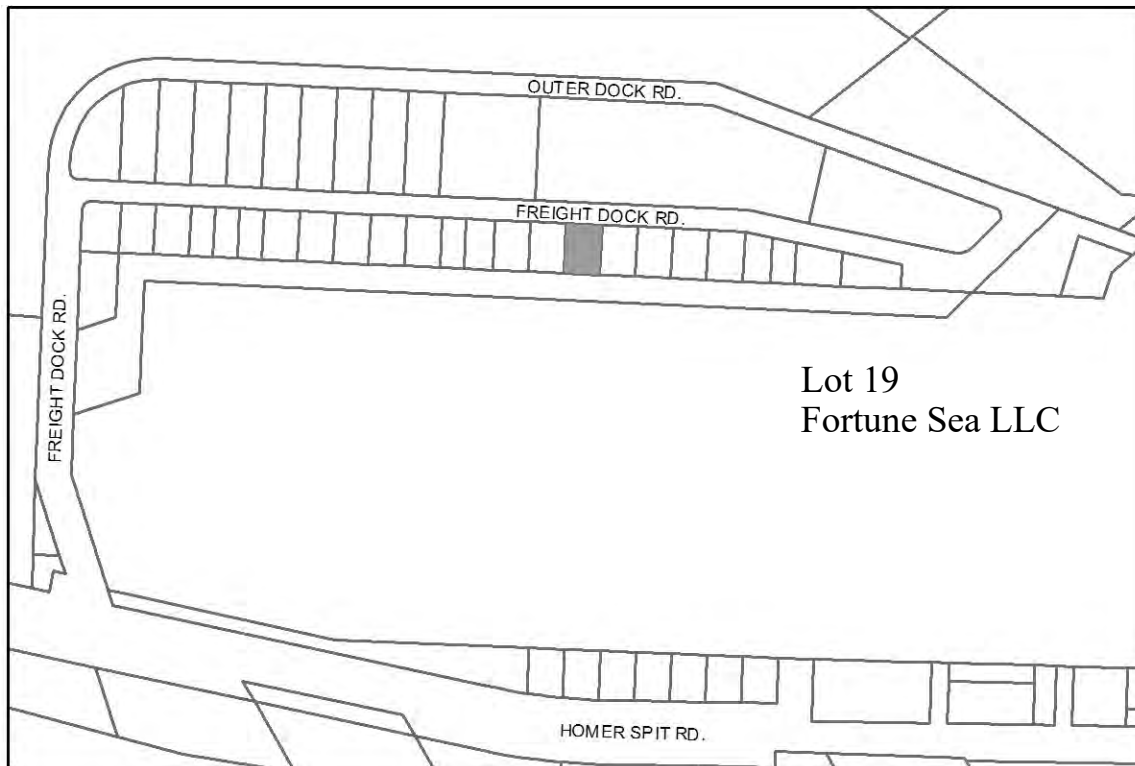 OUTER DOCK RD.
FREIGHT DOCK RD.
FREIGHT DOCK RD.
Lot 19
Fortune Sea LLC
HOMER SPIT RD.